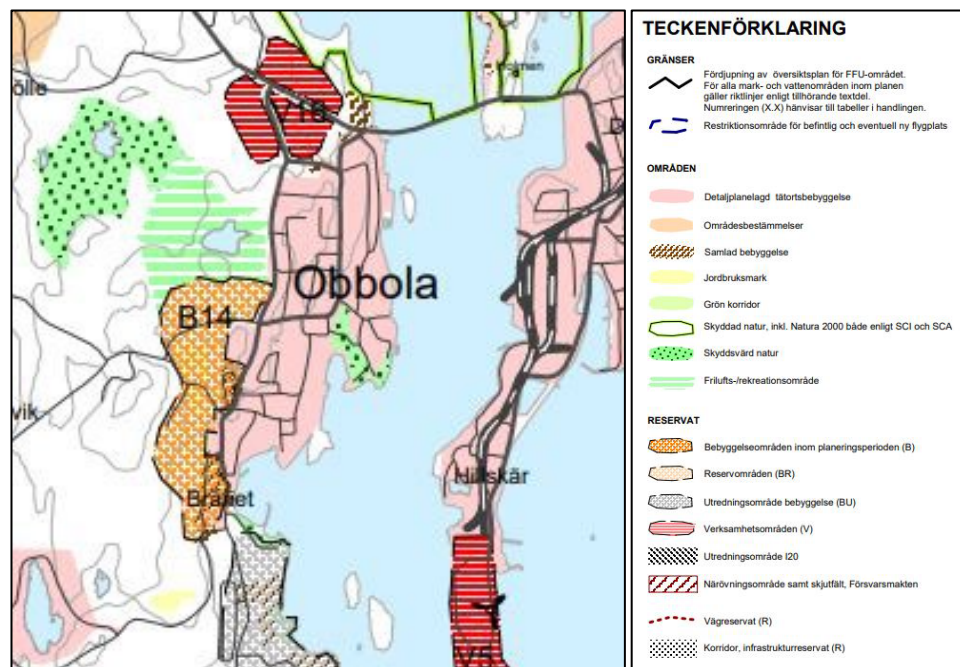 ölle
V16
Holmen
Obbola
B14
vik
Hillskär
TECKENFÖRKLARING
GRÄNSER
Fördjupning av översiktsplan för FFU-området.
För alla mark- och vattenområden inom planen
gäller riktlinjer enligt tillhörande textdel.
Numreringen (X.X) hänvisar till tabeller i handlingen.
Restriktionsområde för befintlig och eventuell ny flygplats
OMRÅDEN
Detaljplanelagd tätortsbebyggelse
Områdesbestämmelser
Samlad bebyggelse
Jordbruksmark
Grön korridor
Skyddad natur, inkl. Natura 2000 både enligt SCI och SCA
Skyddsvärd natur
Frilufts-/rekreationsområde
RESERVAT
Bebyggelseområden inom planeringsperioden (B)
Reservområden (BR)
Utredningsområde bebyggelse (BU)
Verksamhetsområden (V)
Utredningsområde I20
Närövningsområde samt skjutfält, Försvarsmakten
Vägreservat (R)
Korridor, infrastrukturreservat (R)